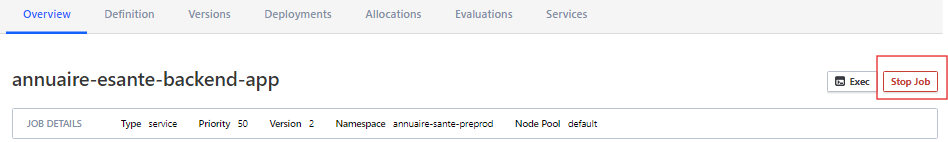 Overview Definition Versions Deployments Allocations Evaluations Services
annuaire-esante-backend-app Exec Stop Job
JOB DETAILS Type service Priority 50 Version 2 Namespace annuaire-sante-preprod Node Pool default